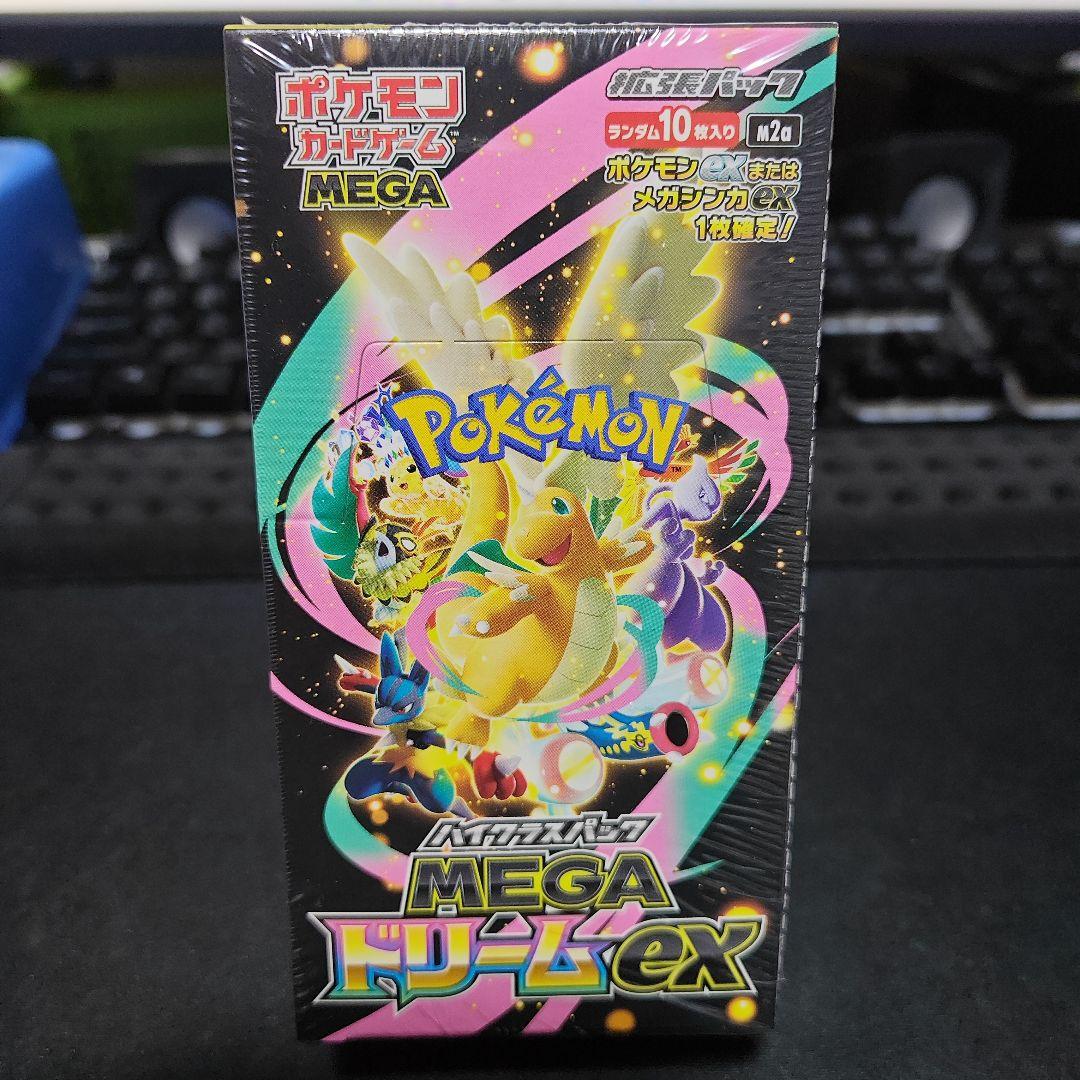 ポケモン
カードゲーム™
MEGA
拡張パック
ランダム10枚入り M2a
ポケモンexまたは
メガシンカex
1枚確定!
POKéMON™
ハイクラスパック
MEGA
ドリームex